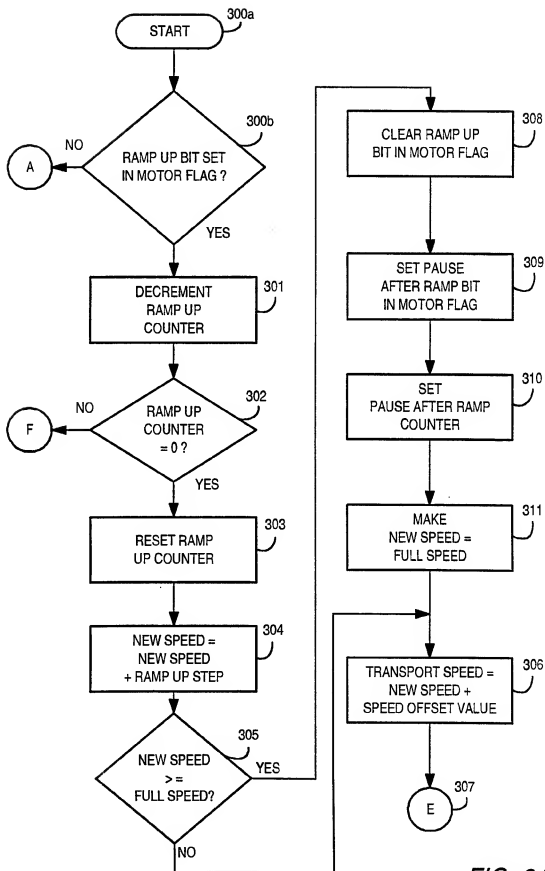 START
300a
RAMP UP BIT SET
IN MOTOR FLAG ?
300b
NO
A
YES
DECREMENT
RAMP UP
COUNTER
301
RAMP UP
COUNTER
= 0 ?
302
NO
F
YES
RESET RAMP
UP COUNTER
303
NEW SPEED =
NEW SPEED
+ RAMP UP STEP
304
NEW SPEED
>=
FULL SPEED?
305
YES
NO
CLEAR RAMP UP
BIT IN MOTOR FLAG
308
SET PAUSE
AFTER RAMP BIT
IN MOTOR FLAG
309
SET
PAUSE AFTER RAMP
COUNTER
310
MAKE
NEW SPEED =
FULL SPEED
311
TRANSPORT SPEED =
NEW SPEED +
SPEED OFFSET VALUE
306
E
307
FIG.